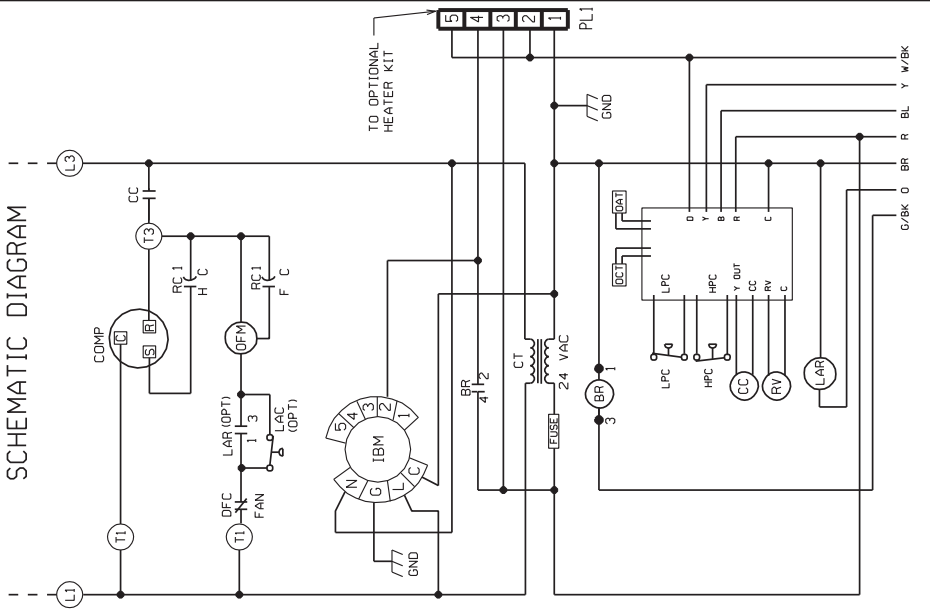 SCHEMATIC DIAGRAM
L3
L1
CC
T3
RC 1
H C
RC 1
F C
COMP
C
R
S
OFM
LAR (OPT)
1 3
LAC
(OPT)
DFC
FAN
T1
T1
TO OPTIONAL
HEATER KIT
5
4
3
2
1
PL1
GND
IBM
5
4
3
2
1
N
G
L
C
GND
BR
4 2
CT
24 VAC
FUSE
BR
1
3
OAT
OCT
D
Y
B
R
C
LPC
HPC
Y OUT
CC
RV
C
LPC
HPC
CC
RV
LAR
W/BK
Y
BL
R
BR
O
G/BK